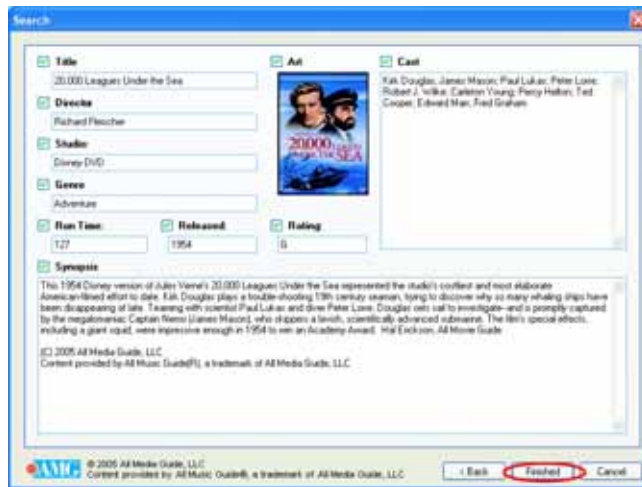 Search
Title
20,000 Leagues Under the Sea
Director
Richard Fleischer
Studio
Disney DVD
Genre
Adventure
Run Time:
127
Released:
1954
Rating:
G
Art
20,000 LEAGUES
UNDER THE SEA
Cast
Kirk Douglas; James Mason; Paul Lukas; Peter Lorre;
Robert J. Wilke; Carleton Young; Percy Helton; Ted
Cooper; Edward Marr; Fred Graham
Synopsis
This 1954 Disney version of Jules Verne's 20,000 Leagues Under the Sea represented the studio's costliest and most elaborate
American-filmed effort to date. Kirk Douglas plays a trouble-shooting 19th century seaman, trying to discover why so many whaling ships have
been disappearing of late. Teaming with scientist Paul Lukas and diver Peter Lorre, Douglas sets sail to investigate--and is promptly captured
by the megalomaniac Captain Nemo (James Mason), who skippers a lavish, scientifically advanced submarine. The film's special effects,
including a giant squid, were impressive enough in 1954 to win an Academy Award. Hal Erickson, All Movie Guide
(C) 2005 All Media Guide, LLC
Content provided by All Music Guide(R), a trademark of All Media Guide, LLC.
AMG
© 2005 All Media Guide, LLC
Content provided by All Music Guide®, a trademark of All Media Guide, LLC.
< Back
Finished
Cancel